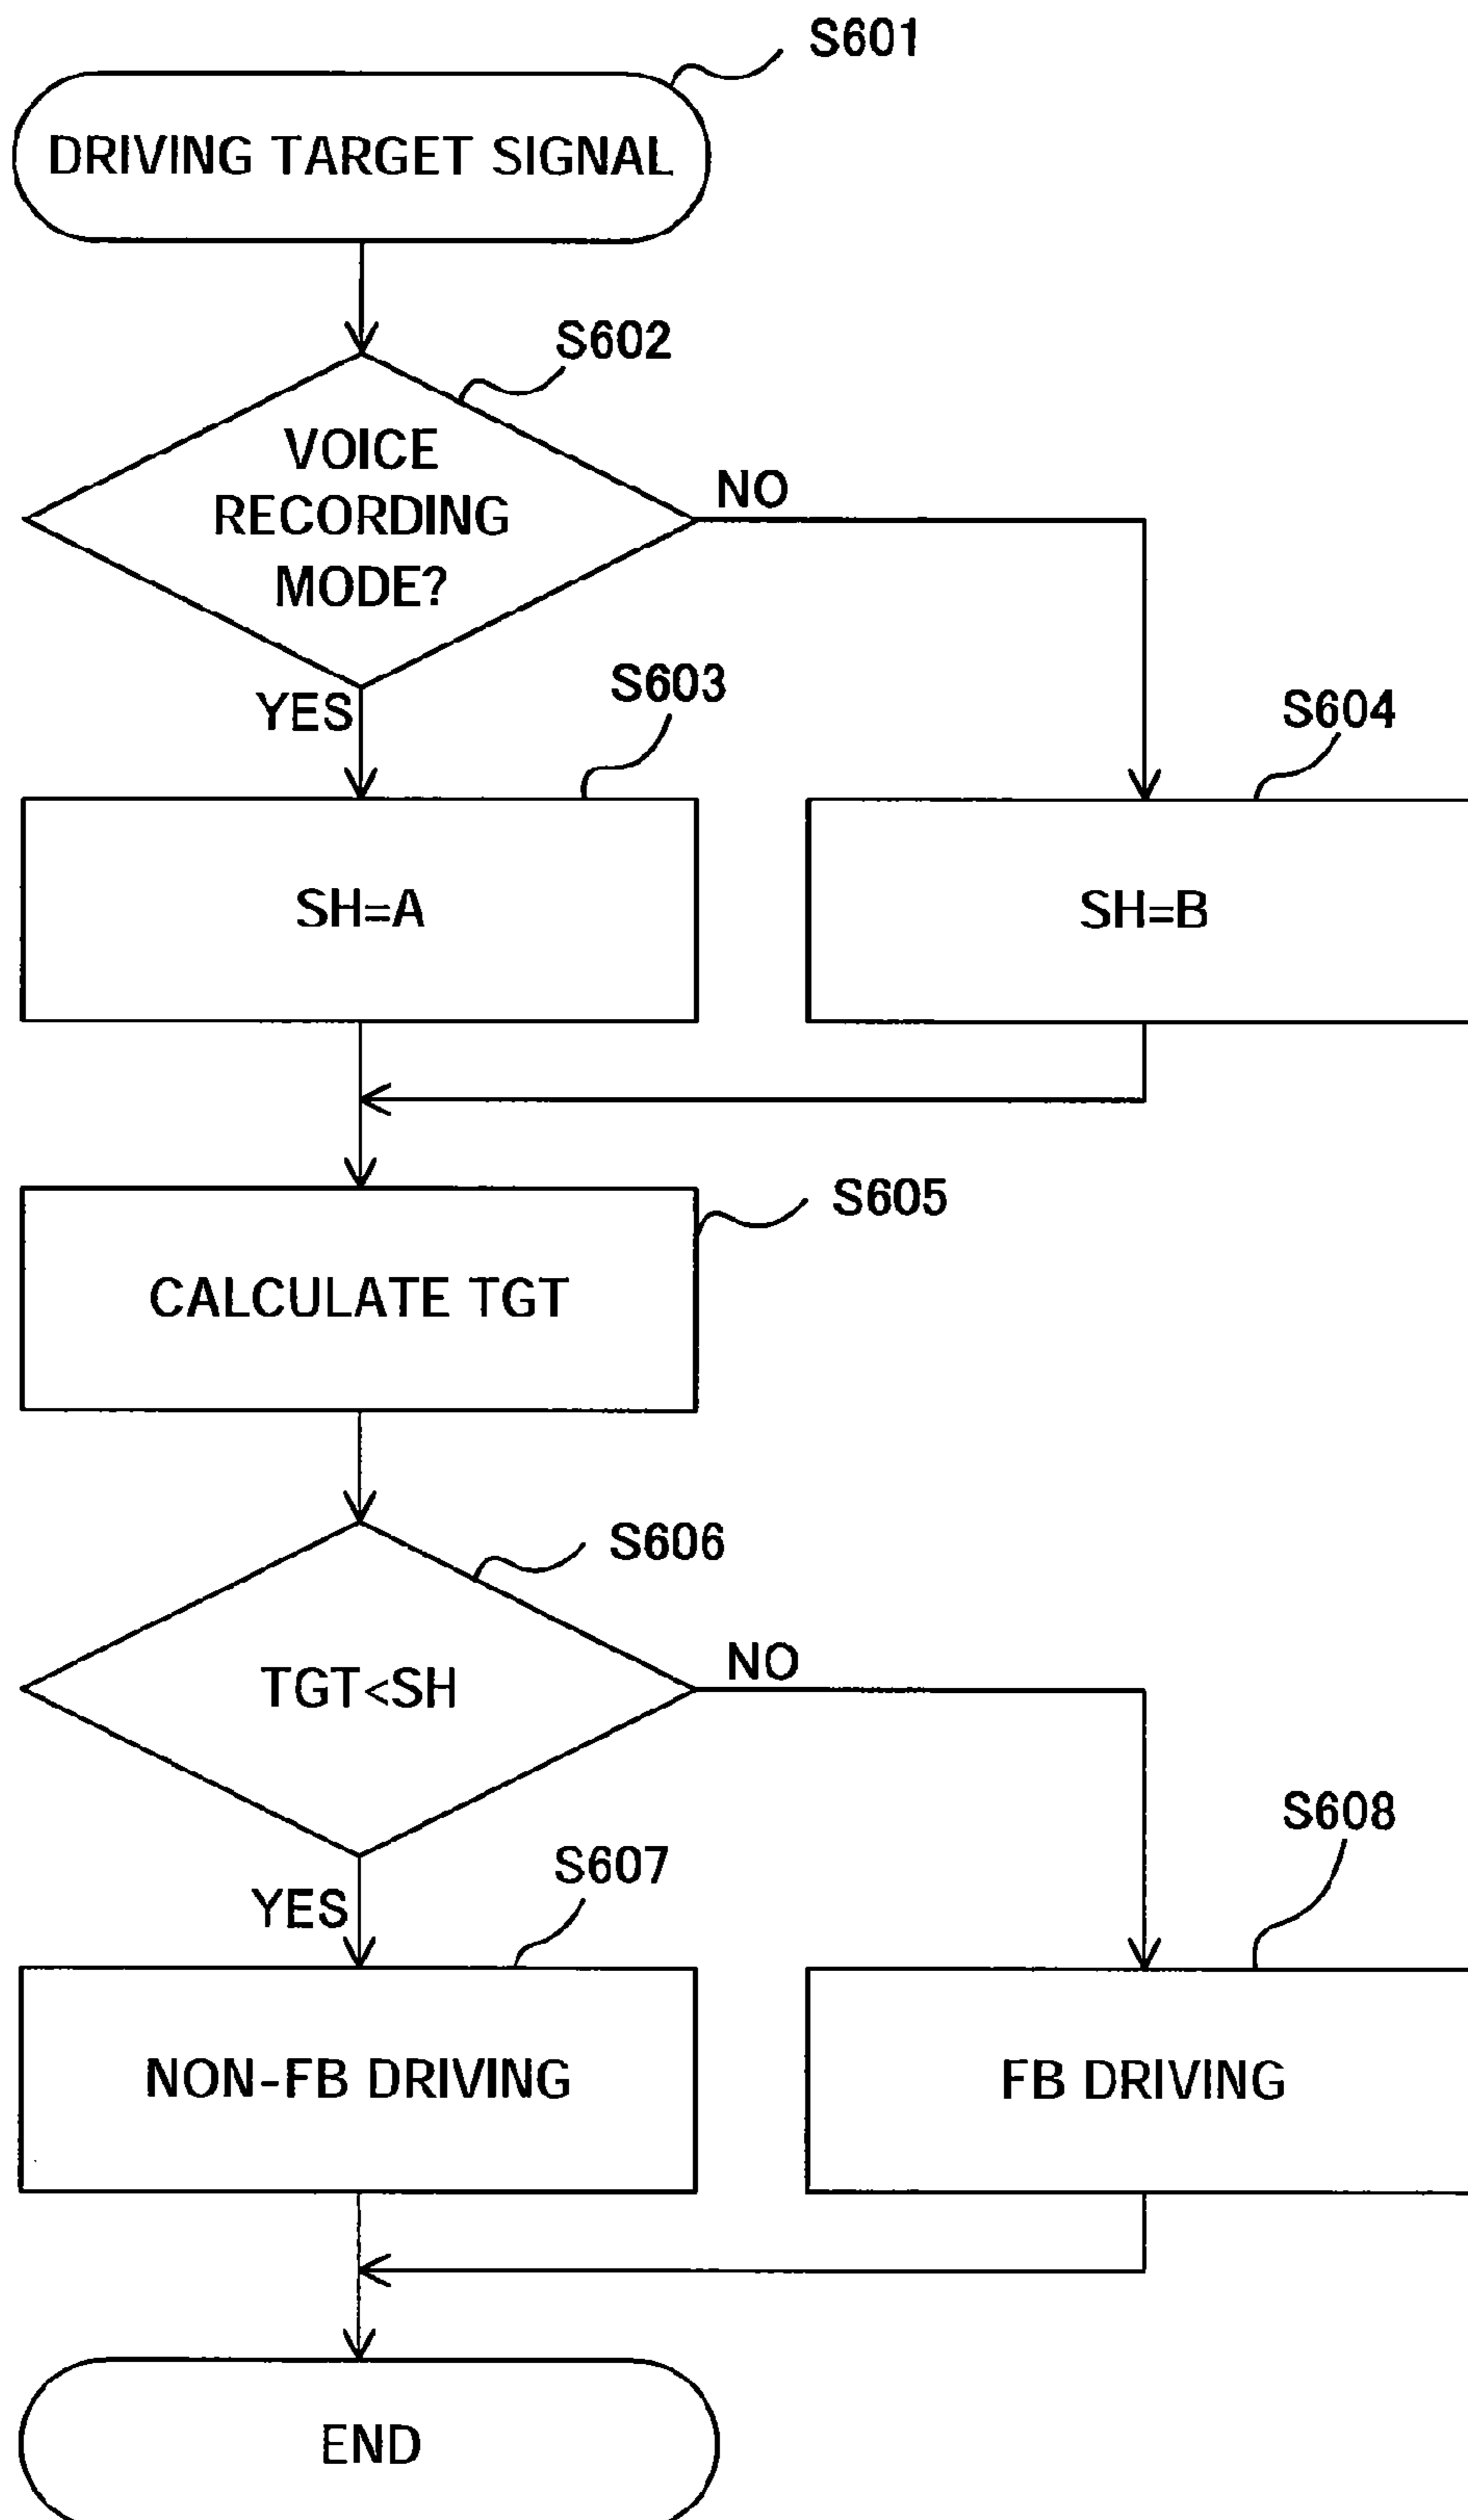 S601
DRIVING TARGET SIGNAL
S602
VOICE
RECORDING
MODE?
NO
YES
S603
S604
SH=A
SH=B
S605
CALCULATE TGT
S606
TGT<SH
NO
YES
S607
S608
NON-FB DRIVING
FB DRIVING
END